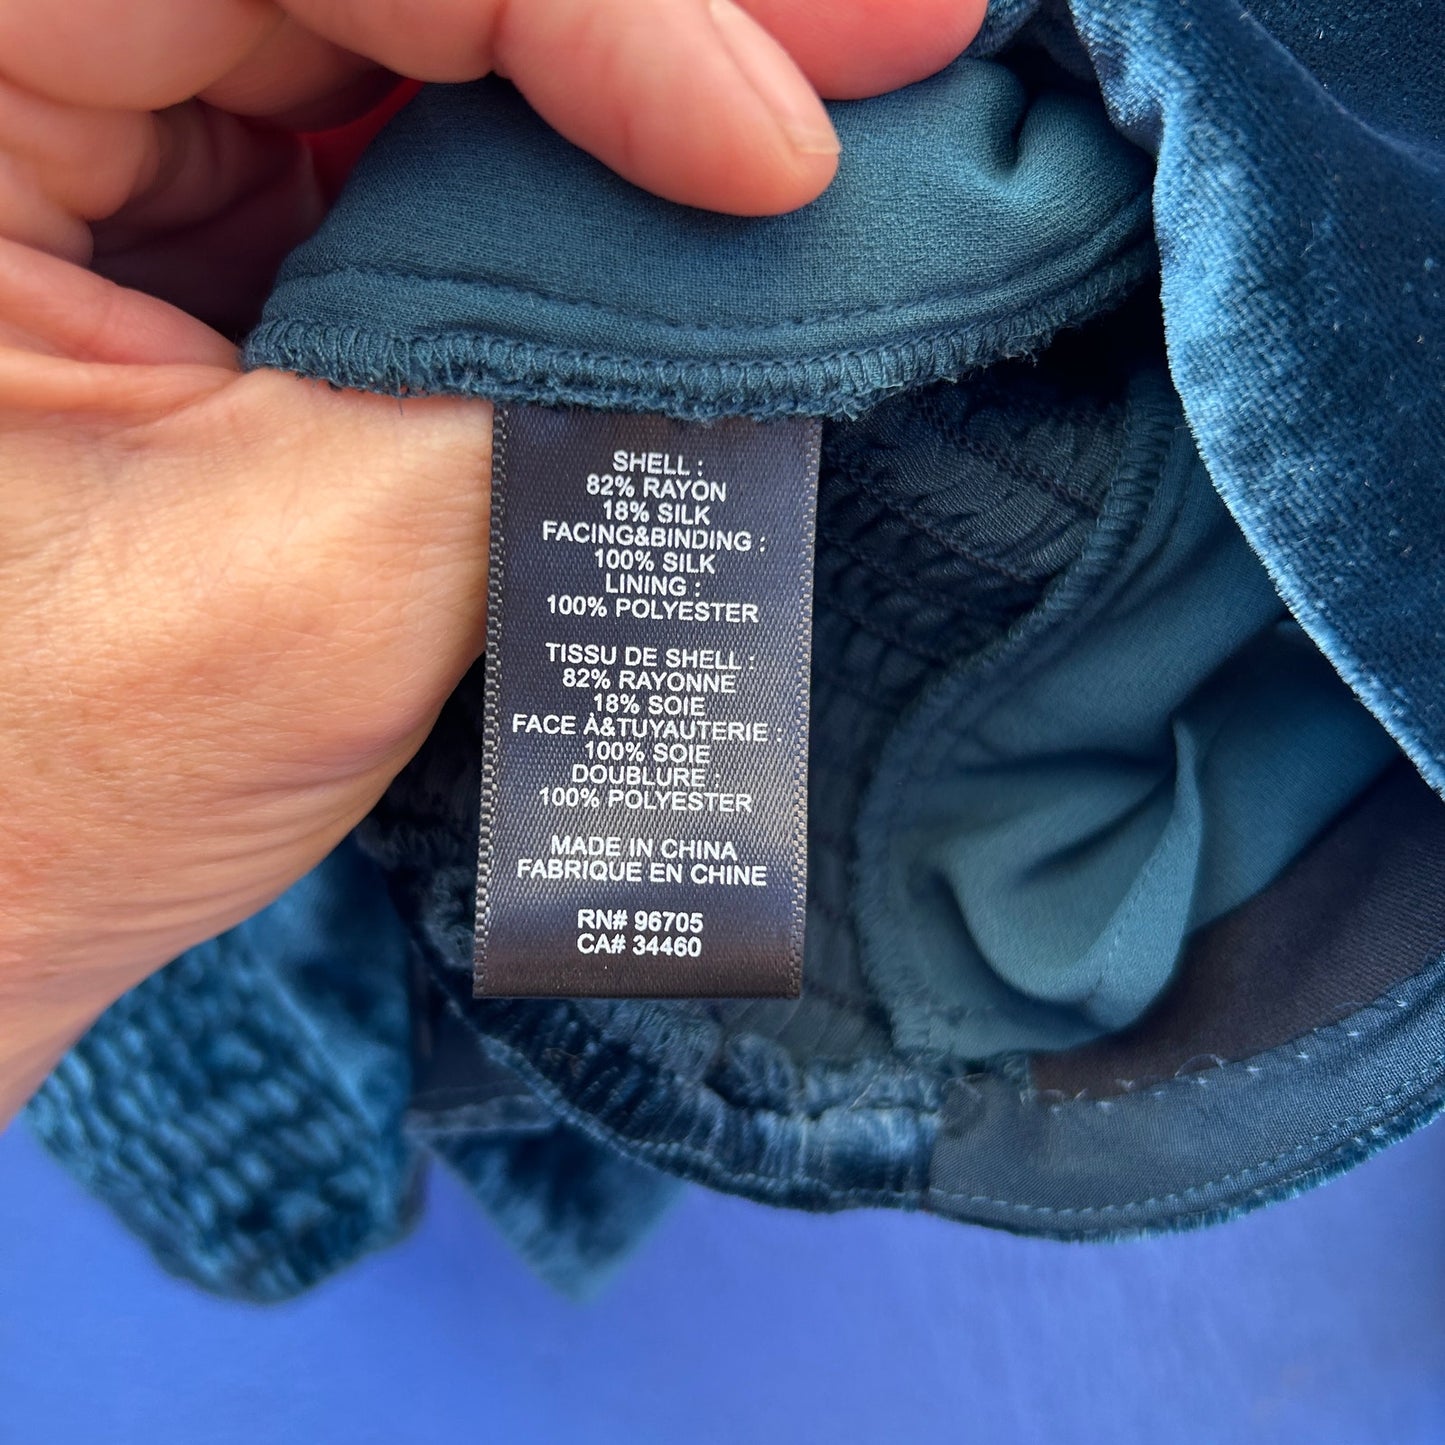 SHELL :
82% RAYON
18% SILK
FACING&BINDING :
100% SILK
LINING :
100% POLYESTER
TISSU DE SHELL :
82% RAYONNE
18% SOIE
FACE À&TUYAUTERIE :
100% SOIE
DOUBLURE :
100% POLYESTER
MADE IN CHINA
FABRIQUE EN CHINE
RN# 96705
CA# 34460